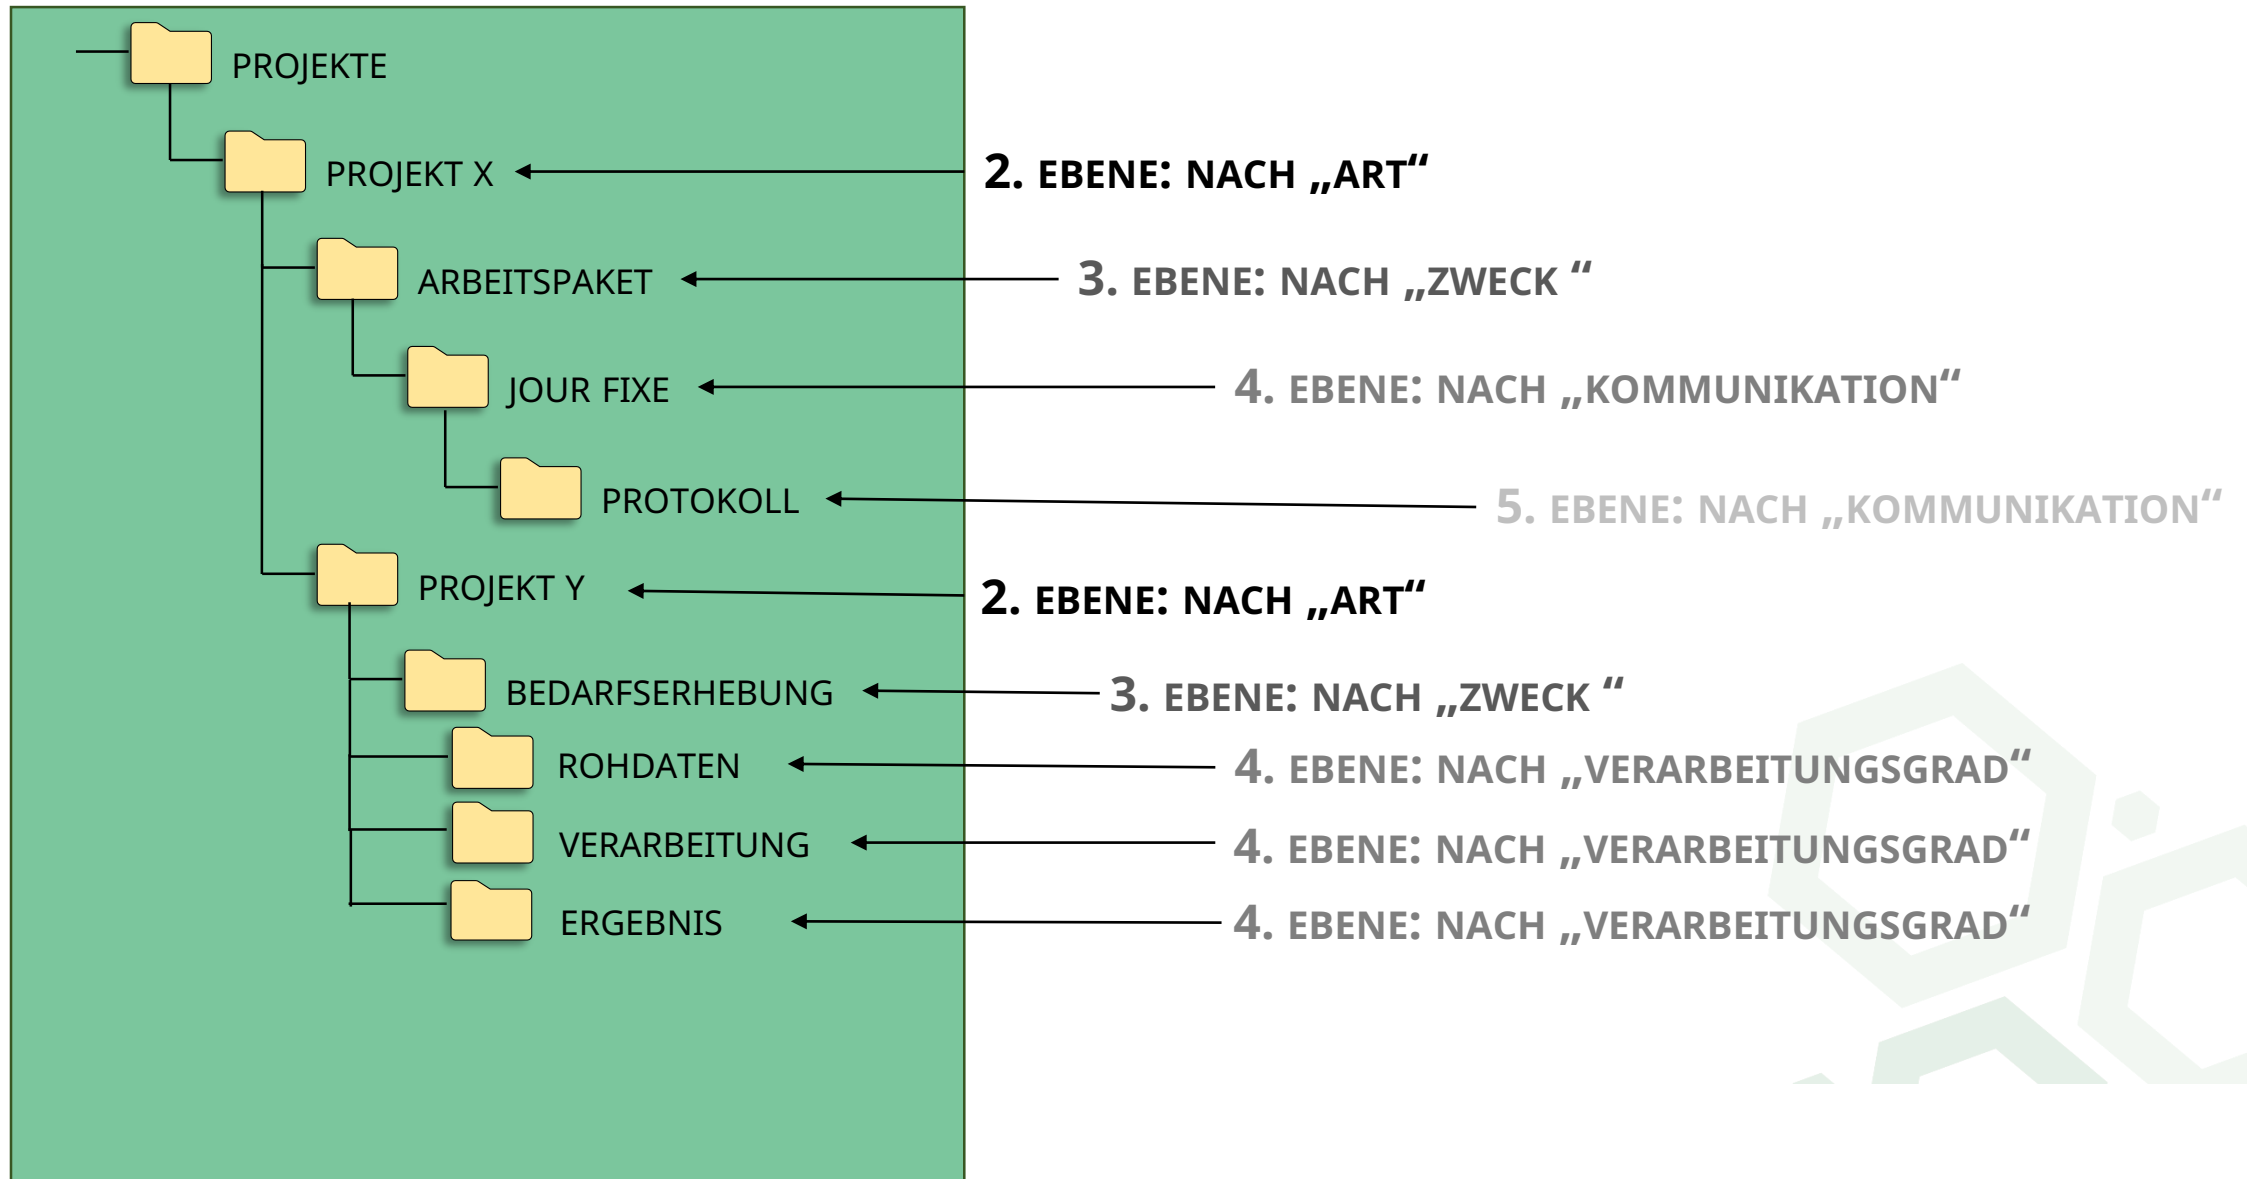 PROJEKTE
PROJEKT X
2. EBENE: NACH „ART“
ARBEITSPAKET
3. EBENE: NACH „ZWECK “
JOUR FIXE
4. EBENE: NACH „KOMMUNIKATION“
PROTOKOLL
5. EBENE: NACH „KOMMUNIKATION“
PROJEKT Y
2. EBENE: NACH „ART“
BEDARFSERHEBUNG
3. EBENE: NACH „ZWECK “
ROHDATEN
4. EBENE: NACH „VERARBEITUNGSGRAD“
VERARBEITUNG
4. EBENE: NACH „VERARBEITUNGSGRAD“
ERGEBNIS
4. EBENE: NACH „VERARBEITUNGSGRAD“